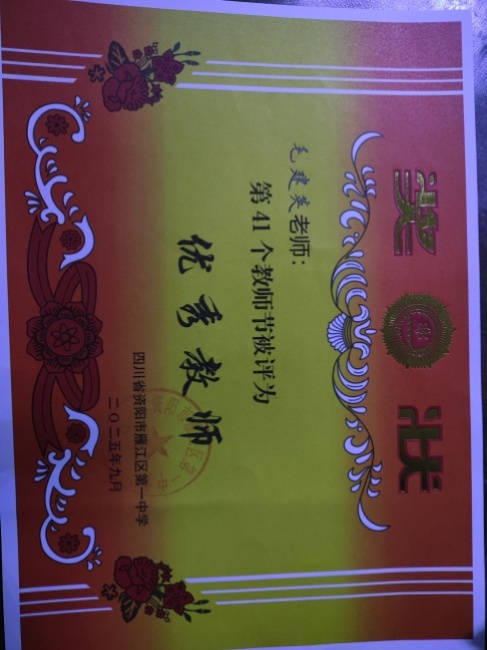 奖状
毛建英老师:
第41个教师节被评为
优秀教师
四川省资阳市雁江区第一中学
二〇二五年九月